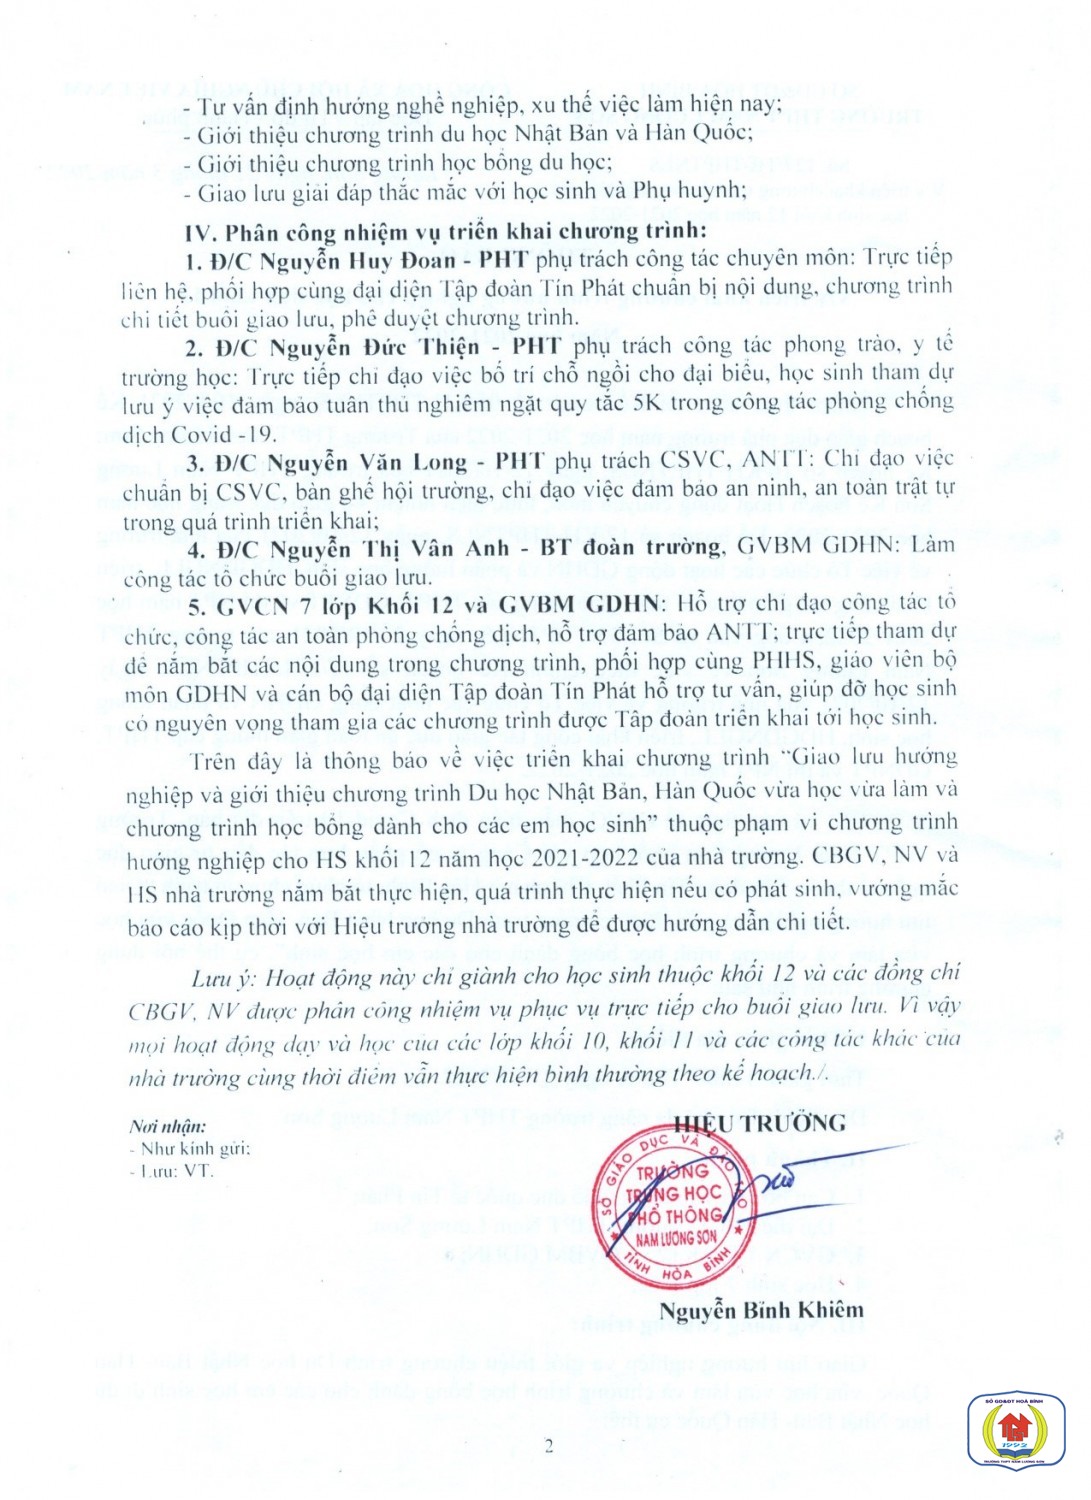 - Tư vấn định hướng nghề nghiệp, xu thế việc làm hiện nay;
- Giới thiệu chương trình du học Nhật Bản và Hàn Quốc;
- Giới thiệu chương trình học bổng du học;
- Giao lưu giải đáp thắc mắc với học sinh và Phụ huynh;
IV. Phân công nhiệm vụ triển khai chương trình:
1. Đ/C Nguyễn Huy Đoan - PHT phụ trách công tác chuyên môn: Trực tiếp
liên hệ, phối hợp cùng đại diện Tập đoàn Tín Phát chuẩn bị nội dung, chương trình
chi tiết buổi giao lưu, phê duyệt chương trình.
2. Đ/C Nguyễn Đức Thiện - PHT phụ trách công tác phong trào, y tế
trường học: Trực tiếp chỉ đạo việc bố trí chỗ ngồi cho đại biểu, học sinh tham dự
lưu ý việc đảm bảo tuân thủ nghiêm ngặt quy tắc 5K trong công tác phòng chống
dịch Covid -19.
3. Đ/C Nguyễn Văn Long - PHT phụ trách CSVC, ANTT: Chỉ đạo việc
chuẩn bị CSVC, bàn ghế hội trường, chỉ đạo việc đảm bảo an ninh, an toàn trật tự
trong quá trình triển khai;
4. Đ/C Nguyễn Thị Vân Anh - BT đoàn trường, GVBM GDHN: Làm
công tác tổ chức buổi giao lưu.
5. GVCN 7 lớp Khối 12 và GVBM GDHN: Hỗ trợ chỉ đạo công tác tổ
chức, công tác an toàn phòng chống dịch, hỗ trợ đảm bảo ANTT; trực tiếp tham dự
để nắm bắt các nội dung trong chương trình, phối hợp cùng PHHS, giáo viên bộ
môn GDHN và cán bộ đại diện Tập đoàn Tín Phát hỗ trợ tư vấn, giúp đỡ học sinh
có nguyện vọng tham gia các chương trình được Tâp đoàn triển khai tới học sinh.
Trên đây là thông báo về việc triển khai chương trình “Giao lưu hướng
nghiệp và giới thiệu chương trình Du học Nhật Bản, Hàn Quốc vừa học vừa làm và
chương trình học bổng dành cho các em học sinh” thuộc phạm vi chương trình
hướng nghiệp cho HS khối 12 năm học 2021-2022 của nhà trường. CBGV, NV và
HS nhà trường nắm bắt thực hiện, quá trình thực hiện nếu có phát sinh, vướng mắc
báo cáo kịp thời với Hiệu trưởng nhà trường để được hướng dẫn chi tiết.
Lưu ý: Hoạt động này chỉ giành cho học sinh thuộc khối 12 và các đồng chí
CBGV, NV được phân công nhiệm vụ phục vụ trực tiếp cho buổi giao lưu. Vì vậy
mọi hoạt động dạy và học của các lớp khối 10, khối 11 và các công tác khác của
nhà trường cùng thời điểm vẫn thực hiện bình thường theo kế hoạch./.
Nơi nhận:
- Như kính gửi;
- Lưu: VT.
HIỆU TRƯỞNG
SỞ GIÁO DỤC VÀ ĐÀO TẠO
TRƯỜNG
TRUNG HỌC
PHỔ THÔNG
NAM LƯƠNG SƠN
TỈNH HÒA BÌNH
Nguyễn Bỉnh Khiêm
2
SỞ GD&ĐT HOÀ BÌNH
1992
TRƯỜNG THPT NAM LƯƠNG SƠN